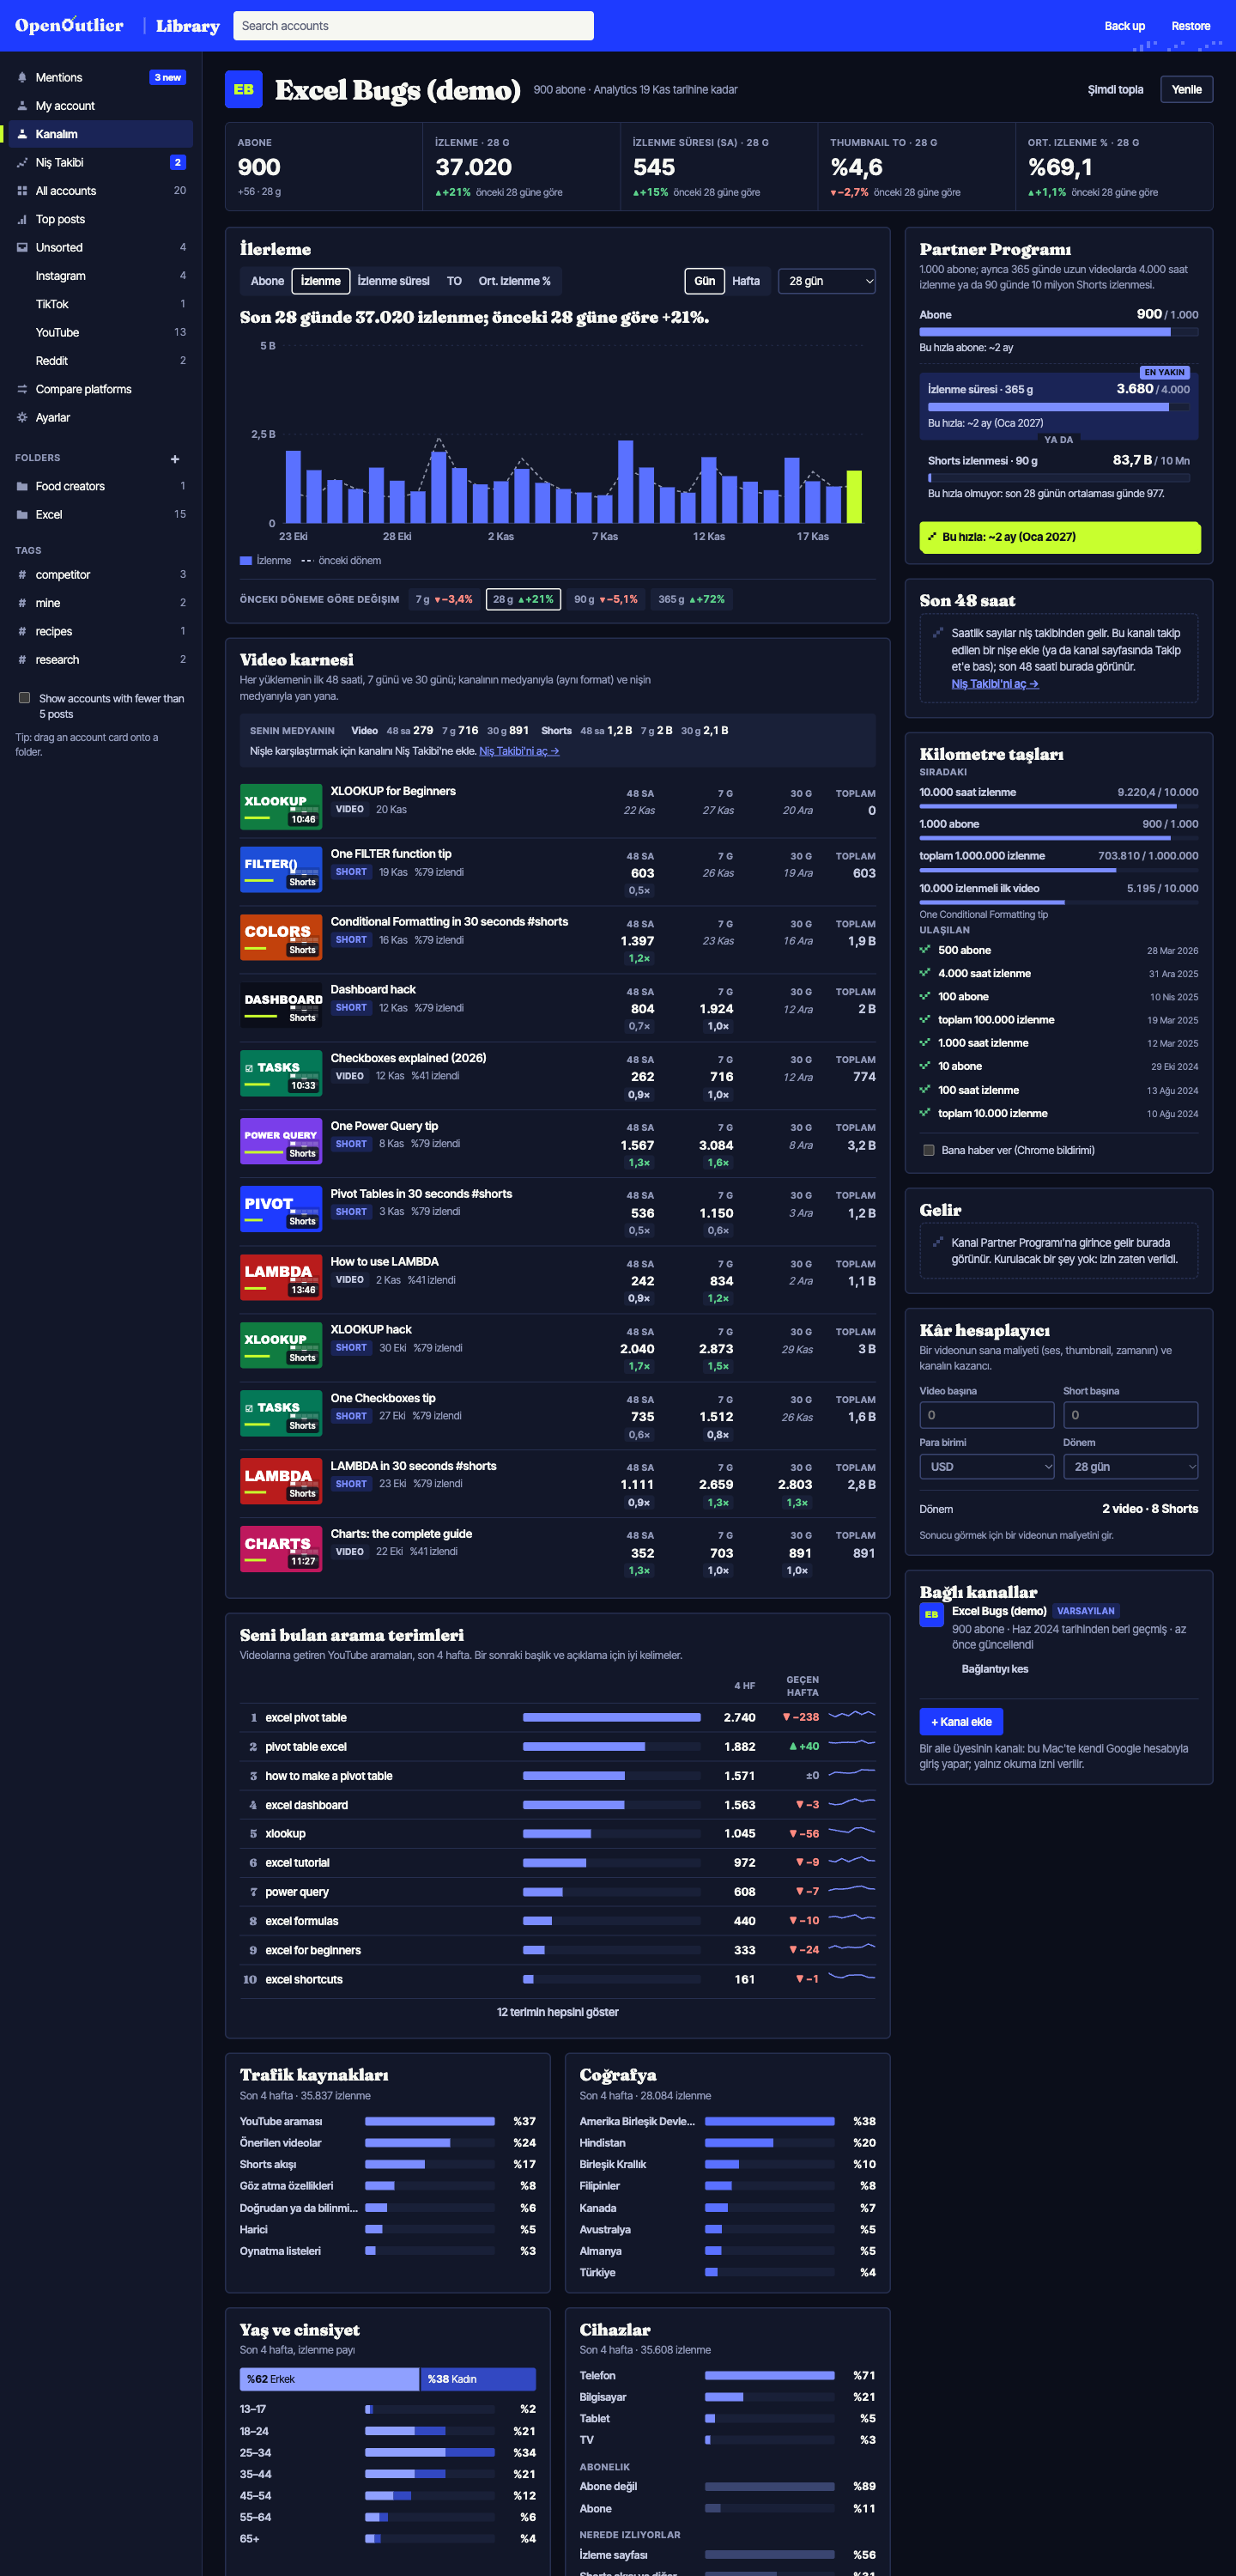 OpenOutlier
Library
Search accounts
Back up
Restore
Mentions 3 new
My account
Kanalım
Niş Takibi 2
All accounts 20
Top posts
Unsorted 4
Instagram 4
TikTok 1
YouTube 13
Reddit 2
Compare platforms
Ayarlar
FOLDERS +
Food creators 1
Excel 15
TAGS
# competitor 3
# mine 2
# recipes 1
# research 2
Show accounts with fewer than
5 posts
Tip: drag an account card onto a
folder.
EB
Excel Bugs (demo)
900 abone · Analytics 19 Kas tarihine kadar
Şimdi topla
Yenile
ABONE
900
+56 · 28 g
İZLENME · 28 G
37.020
▲+21% önceki 28 güne göre
İZLENME SÜRESİ (SA) · 28 G
545
▲+15% önceki 28 güne göre
THUMBNAIL TO · 28 G
%4,6
▼−2,7% önceki 28 güne göre
ORT. IZLENME % · 28 G
%69,1
▲+1,1% önceki 28 güne göre
İlerleme
Abone İzlenme İzlenme süresi TO Ort. Izlenme %
Gün Hafta 28 gün
Son 28 günde 37.020 izlenme; önceki 28 güne göre +21%.
5 B
2,5 B
0
23 Eki 28 Eki 2 Kas 7 Kas 12 Kas 17 Kas
İzlenme önceki dönem
ÖNCEKI DÖNEME GÖRE DEĞIŞIM 7 g ▼−3,4% 28 g ▲+21% 90 g ▼−5,1% 365 g ▲+72%
Video karnesi
Her yüklemenin ilk 48 saati, 7 günü ve 30 günü; kanalının medyanıyla (aynı format) ve nişin
medyanıyla yan yana.
SENIN MEDYANIN Video 48 sa 279 7 g 716 30 g 891 Shorts 48 sa 1,2 B 7 g 2 B 30 g 2,1 B
Nişle karşılaştırmak için kanalını Niş Takibi'ne ekle. Niş Takibi'ni aç →
XLOOKUP
10:46
XLOOKUP for Beginners
VIDEO 20 Kas
48 SA 7 G 30 G TOPLAM
22 Kas 27 Kas 20 Ara 0
FILTER()
Shorts
One FILTER function tip
SHORT 19 Kas %79 izlendi
48 SA 7 G 30 G TOPLAM
603 26 Kas 19 Ara 603
0,5×
COLORS
Shorts
Conditional Formatting in 30 seconds #shorts
SHORT 16 Kas %79 izlendi
48 SA 7 G 30 G TOPLAM
1.397 23 Kas 16 Ara 1,9 B
1,2×
DASHBOARD
Shorts
Dashboard hack
SHORT 12 Kas %79 izlendi
48 SA 7 G 30 G TOPLAM
804 1.924 12 Ara 2 B
0,7× 1,0×
TASKS
10:33
Checkboxes explained (2026)
VIDEO 12 Kas %41 izlendi
48 SA 7 G 30 G TOPLAM
262 716 12 Ara 774
0,9× 1,0×
POWER QUERY
Shorts
One Power Query tip
SHORT 8 Kas %79 izlendi
48 SA 7 G 30 G TOPLAM
1.567 3.084 8 Ara 3,2 B
1,3× 1,6×
PIVOT
Shorts
Pivot Tables in 30 seconds #shorts
SHORT 3 Kas %79 izlendi
48 SA 7 G 30 G TOPLAM
536 1.150 3 Ara 1,2 B
0,5× 0,6×
LAMBDA
13:46
How to use LAMBDA
VIDEO 2 Kas %41 izlendi
48 SA 7 G 30 G TOPLAM
242 834 2 Ara 1,1 B
0,9× 1,2×
XLOOKUP
Shorts
XLOOKUP hack
SHORT 30 Eki %79 izlendi
48 SA 7 G 30 G TOPLAM
2.040 2.873 29 Kas 3 B
1,7× 1,5×
TASKS
Shorts
One Checkboxes tip
SHORT 27 Eki %79 izlendi
48 SA 7 G 30 G TOPLAM
735 1.512 26 Kas 1,6 B
0,6× 0,8×
LAMBDA
Shorts
LAMBDA in 30 seconds #shorts
SHORT 23 Eki %79 izlendi
48 SA 7 G 30 G TOPLAM
1.111 2.659 2.803 2,8 B
0,9× 1,3× 1,3×
CHARTS
11:27
Charts: the complete guide
VIDEO 22 Eki %41 izlendi
48 SA 7 G 30 G TOPLAM
352 703 891 891
1,3× 1,0× 1,0×
Seni bulan arama terimleri
Videolarına getiren YouTube aramaları, son 4 hafta. Bir sonraki başlık ve açıklama için iyi kelimeler.
4 HF GEÇEN
HAFTA
1 excel pivot table 2.740 ▼−238
2 pivot table excel 1.882 ▲+40
3 how to make a pivot table 1.571 ±0
4 excel dashboard 1.563 ▼−3
5 xlookup 1.045 ▼−56
6 excel tutorial 972 ▼−9
7 power query 608 ▼−7
8 excel formulas 440 ▼−10
9 excel for beginners 333 ▼−24
10 excel shortcuts 161 ▼−1
12 terimin hepsini göster
Trafik kaynakları
Son 4 hafta · 35.837 izlenme
YouTube araması %37
Önerilen videolar %24
Shorts akışı %17
Göz atma özellikleri %8
Doğrudan ya da bilinmi... %6
Harici %5
Oynatma listeleri %3
Coğrafya
Son 4 hafta · 28.084 izlenme
Amerika Birleşik Devle... %38
Hindistan %20
Birleşik Krallık %10
Filipinler %8
Kanada %7
Avustralya %5
Almanya %5
Türkiye %4
Yaş ve cinsiyet
Son 4 hafta, izlenme payı
%62 Erkek %38 Kadın
13–17 %2
18–24 %21
25–34 %34
35–44 %21
45–54 %12
55–64 %6
65+ %4
Cihazlar
Son 4 hafta · 35.608 izlenme
Telefon %71
Bilgisayar %21
Tablet %5
TV %3
ABONELIK
Abone değil %89
Abone %11
NEREDE IZLIYORLAR
İzleme sayfası %56
Partner Programı
1.000 abone; ayrıca 365 günde uzun videolarda 4.000 saat
izlenme ya da 90 günde 10 milyon Shorts izlenmesi.
Abone 900 / 1.000
Bu hızla abone: ~2 ay
EN YAKIN
İzlenme süresi · 365 g 3.680 / 4.000
Bu hızla: ~2 ay (Oca 2027)
YA DA
Shorts izlenmesi · 90 g 83,7 B / 10 Mn
Bu hızla olmuyor: son 28 günün ortalaması günde 977.
Bu hızla: ~2 ay (Oca 2027)
Son 48 saat
Saatlik sayılar niş takibinden gelir. Bu kanalı takip
edilen bir nişe ekle (ya da kanal sayfasında Takip
et'e bas); son 48 saati burada görünür.
Niş Takibi'ni aç →
Kilometre taşları
SIRADAKI
10.000 saat izlenme 9.220,4 / 10.000
1.000 abone 900 / 1.000
toplam 1.000.000 izlenme 703.810 / 1.000.000
10.000 izlenmeli ilk video 5.195 / 10.000
One Conditional Formatting tip
ULAŞILAN
500 abone 28 Mar 2026
4.000 saat izlenme 31 Ara 2025
100 abone 10 Nis 2025
toplam 100.000 izlenme 19 Mar 2025
1.000 saat izlenme 12 Mar 2025
10 abone 29 Eki 2024
100 saat izlenme 13 Ağu 2024
toplam 10.000 izlenme 10 Ağu 2024
Bana haber ver (Chrome bildirimi)
Gelir
Kanal Partner Programı'na girince gelir burada
görünür. Kurulacak bir şey yok: izin zaten verildi.
Kâr hesaplayıcı
Bir videonun sana maliyeti (ses, thumbnail, zamanın) ve
kanalın kazancı.
Video başına Short başına
0 0
Para birimi Dönem
USD 28 gün
Dönem 2 video · 8 Shorts
Sonucu görmek için bir videonun maliyetini gir.
Bağlı kanallar
EB
Excel Bugs (demo) VARSAYILAN
900 abone · Haz 2024 tarihinden beri geçmiş · az
önce güncellendi
Bağlantıyı kes
+ Kanal ekle
Bir aile üyesinin kanalı: bu Mac'te kendi Google hesabıyla
giriş yapar; yalnız okuma izni verilir.